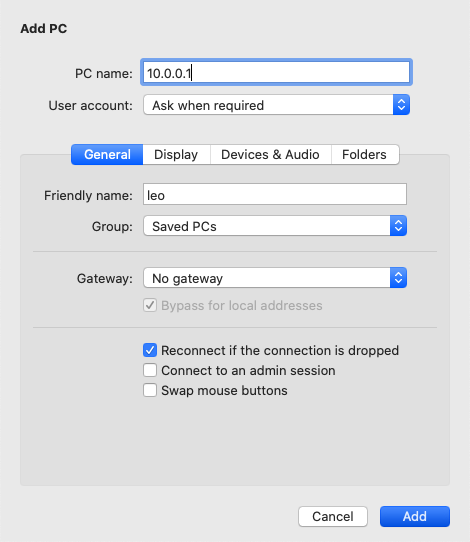 Add PC
PC name: 10.0.0.1
User account: Ask when required
General Display Devices & Audio Folders
Friendly name: leo
Group: Saved PCs
Gateway: No gateway
Bypass for local addresses
Reconnect if the connection is dropped
Connect to an admin session
Swap mouse buttons
Cancel Add